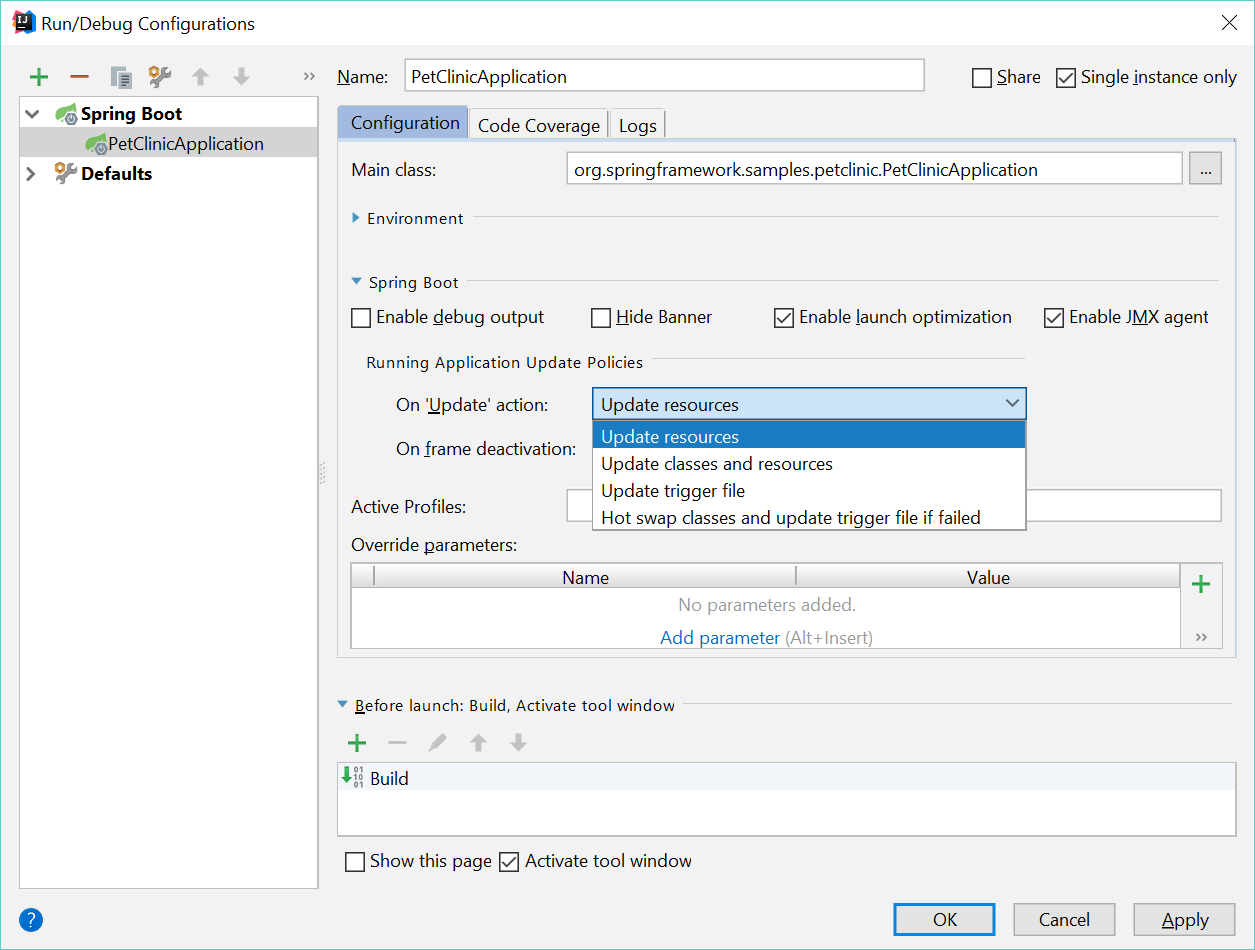 Run/Debug Configurations
Name: PetClinicApplication Share Single instance only
Spring Boot
PetClinicApplication
Defaults
Configuration Code Coverage Logs
Main class: org.springframework.samples.petclinic.PetClinicApplication ...
Environment
Spring Boot
Enable debug output Hide Banner Enable launch optimization Enable JMX agent
Running Application Update Policies
On 'Update' action: Update resources
Update resources
On frame deactivation:
Update classes and resources
Update trigger file
Active Profiles:
Hot swap classes and update trigger file if failed
Override parameters:
Name Value
No parameters added.
Add parameter (Alt+Insert)
Before launch: Build, Activate tool window
Build
Show this page Activate tool window
? OK Cancel Apply